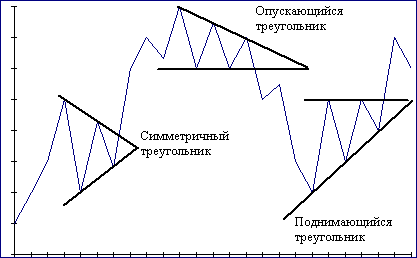 Опускающийся
треугольник
Симметричный
треугольник
Поднимающийся
треугольник